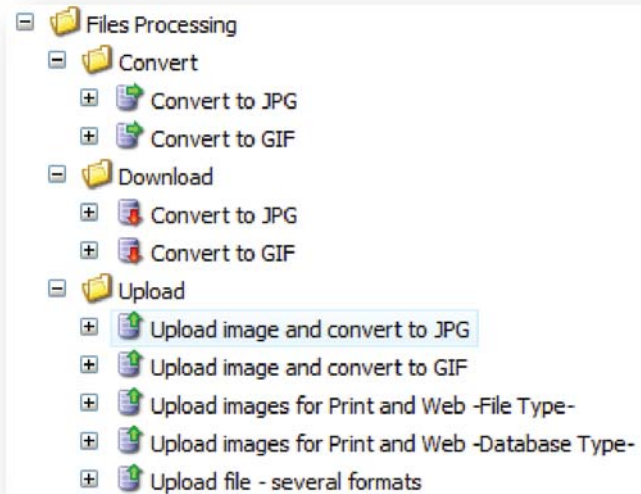 Files Processing
Convert
Convert to JPG
Convert to GIF
Download
Convert to JPG
Convert to GIF
Upload
Upload image and convert to JPG
Upload image and convert to GIF
Upload images for Print and Web -File Type-
Upload images for Print and Web -Database Type-
Upload file - several formats